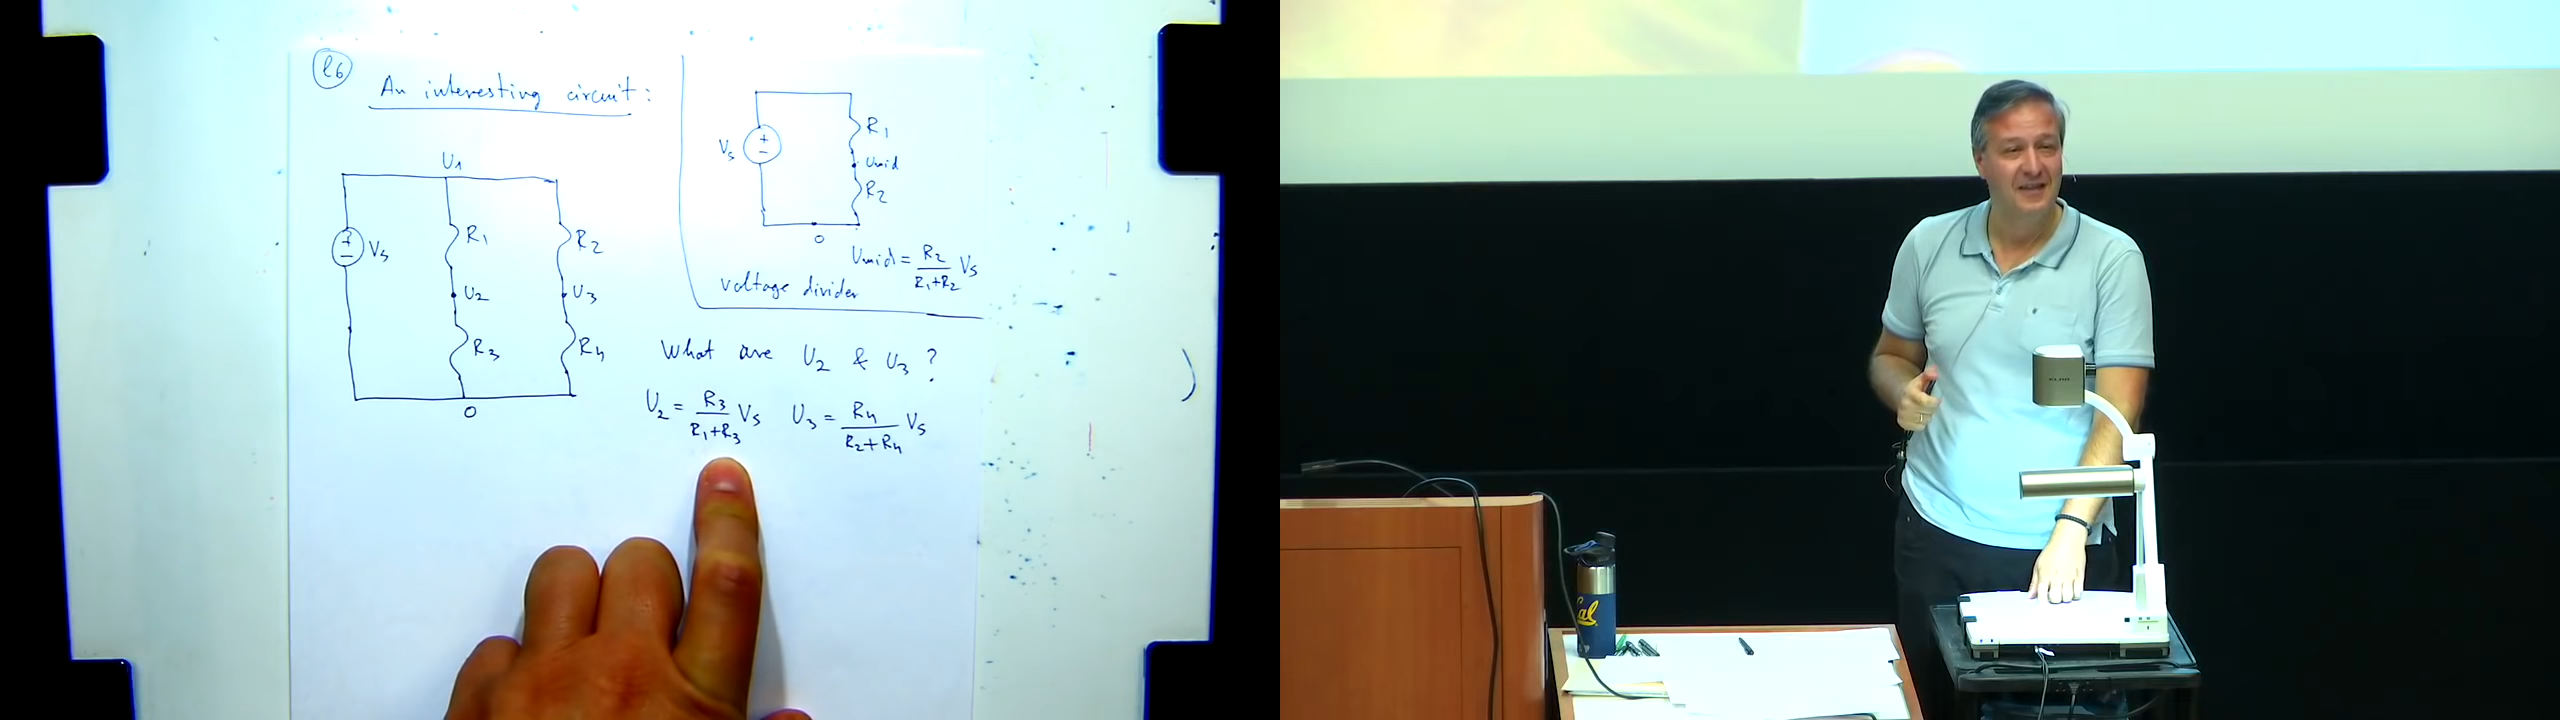 26
An interesting circuit:
U1
Vs
R1
R2
U2
U3
R3
R4
0
Vs
R1
Umid
R2
0
Umid = R2 / (R1+R2) Vs
voltage divider
What are U2 & U3 ?
U2 = R3 / (R1+R3) Vs U3 = R4 / (R2+R4) Vs
Cal